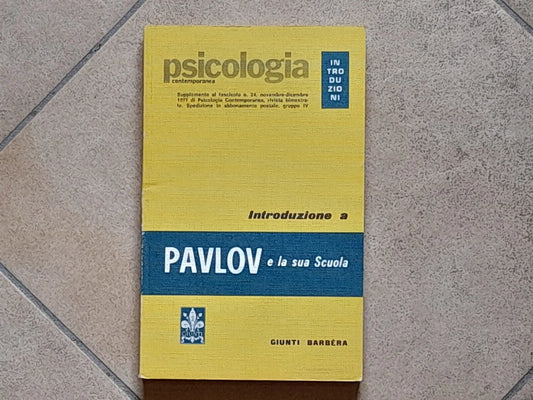 psicologia
contemporanea
IN
TRO
DU
ZIO
NI
Supplemento al fascicolo n. 24, novembre-dicembre
1977 di Psicologia Contemporanea, rivista bimestra-
le. Spedizione in abbonamento postale, gruppo IV
Introduzione a
PAVLOV e la sua Scuola
GIUNTI BARBÈRA